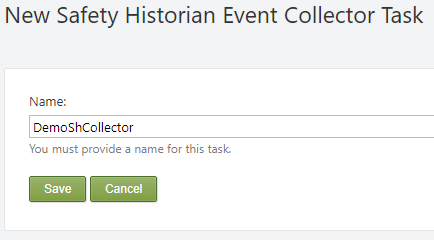 New Safety Historian Event Collector Task
Name:
DemoShCollector
You must provide a name for this task.
Save Cancel